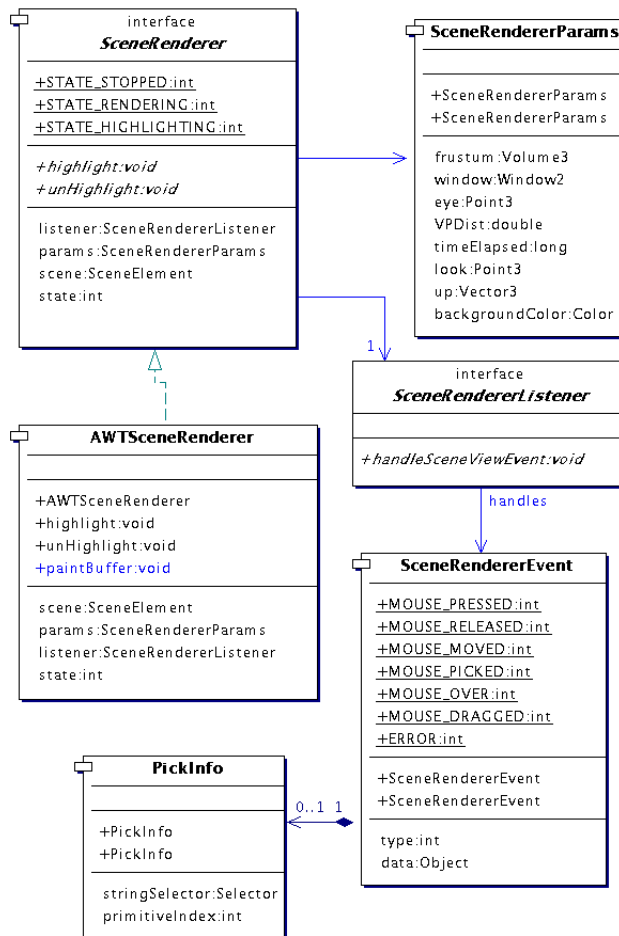 interface
SceneRenderer
+STATE_STOPPED:int
+STATE_RENDERING:int
+STATE_HIGHLIGHTING:int
+highlight:void
+unHighlight:void
listener:SceneRendererListener
params:SceneRendererParams
scene:SceneElement
state:int
SceneRendererParams
+SceneRendererParams
+SceneRendererParams
frustum:Volume3
window:Window2
eye:Point3
VPDist:double
timeElapsed:long
look:Point3
up:Vector3
backgroundColor:Color
1
interface
SceneRendererListener
+handleSceneViewEvent:void
handles
AWTSceneRenderer
+AWTSceneRenderer
+highlight:void
+unHighlight:void
+paintBuffer:void
scene:SceneElement
params:SceneRendererParams
listener:SceneRendererListener
state:int
SceneRendererEvent
+MOUSE_PRESSED:int
+MOUSE_RELEASED:int
+MOUSE_MOVED:int
+MOUSE_PICKED:int
+MOUSE_OVER:int
+MOUSE_DRAGGED:int
+ERROR:int
+SceneRendererEvent
+SceneRendererEvent
type:int
data:Object
0..1 1
PickInfo
+PickInfo
+PickInfo
stringSelector:Selector
primitiveIndex:int